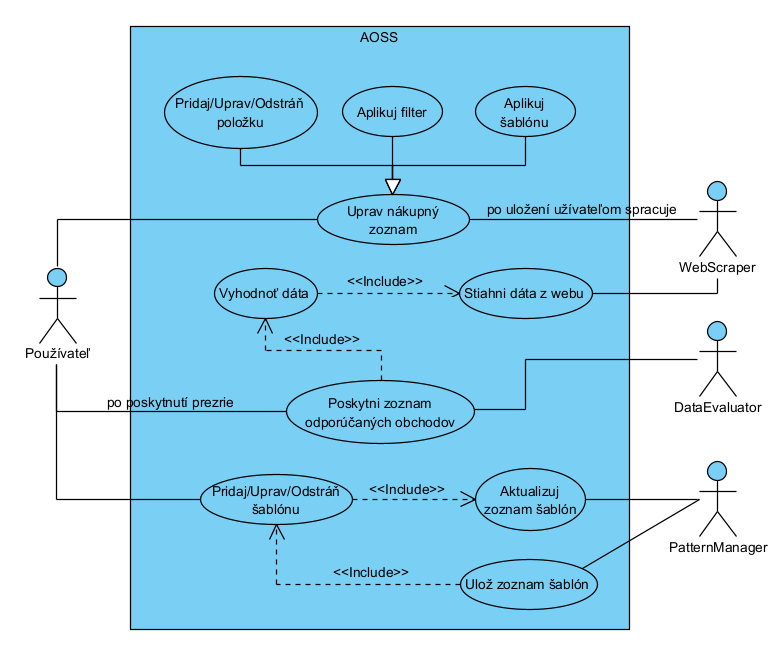 AOSS
Pridaj/Uprav/Odstráň
položku
Aplikuj filter
Aplikuj
šablónu
Uprav nákupný
zoznam
po uložení užívateľom spracuje
WebScraper
Vyhodnoť dáta
<<Include>>
Stiahni dáta z webu
<<Include>>
Používateľ
po poskytnutí prezrie
Poskytni zoznam
odporúčaných obchodov
DataEvaluator
Pridaj/Uprav/Odstráň
šablónu
<<Include>>
Aktualizuj
zoznam šablón
PatternManager
<<Include>>
Ulož zoznam šablón